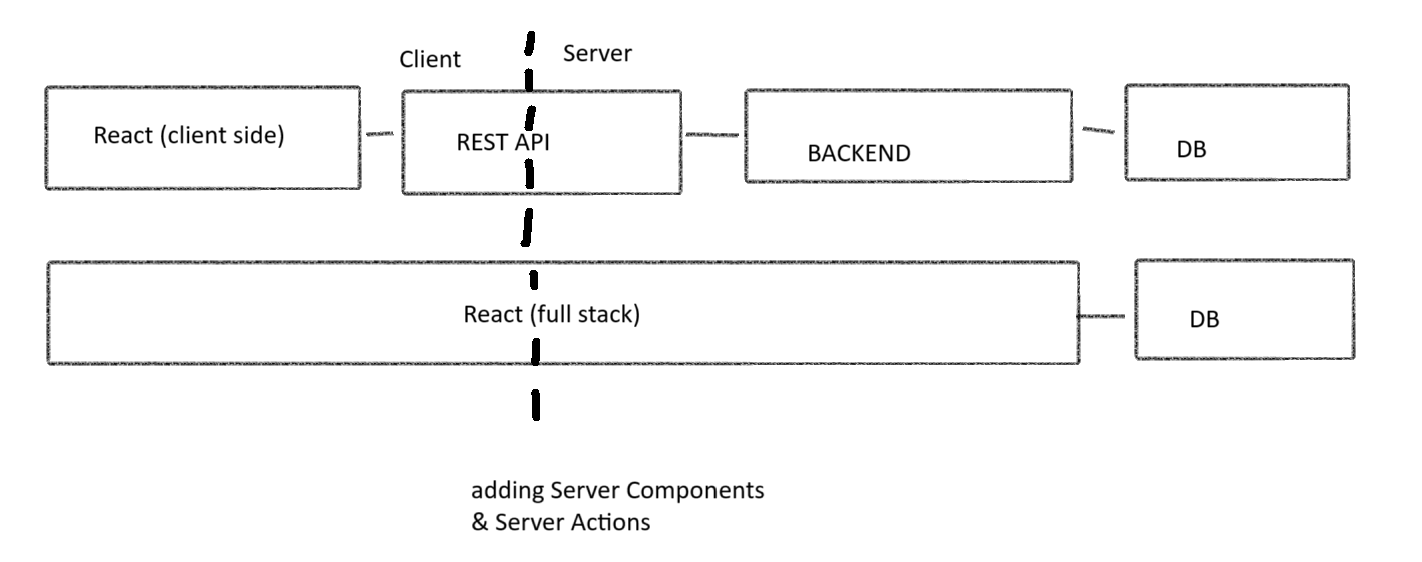 Client
Server
React (client side)
REST API
BACKEND
DB
React (full stack)
DB
adding Server Components
& Server Actions